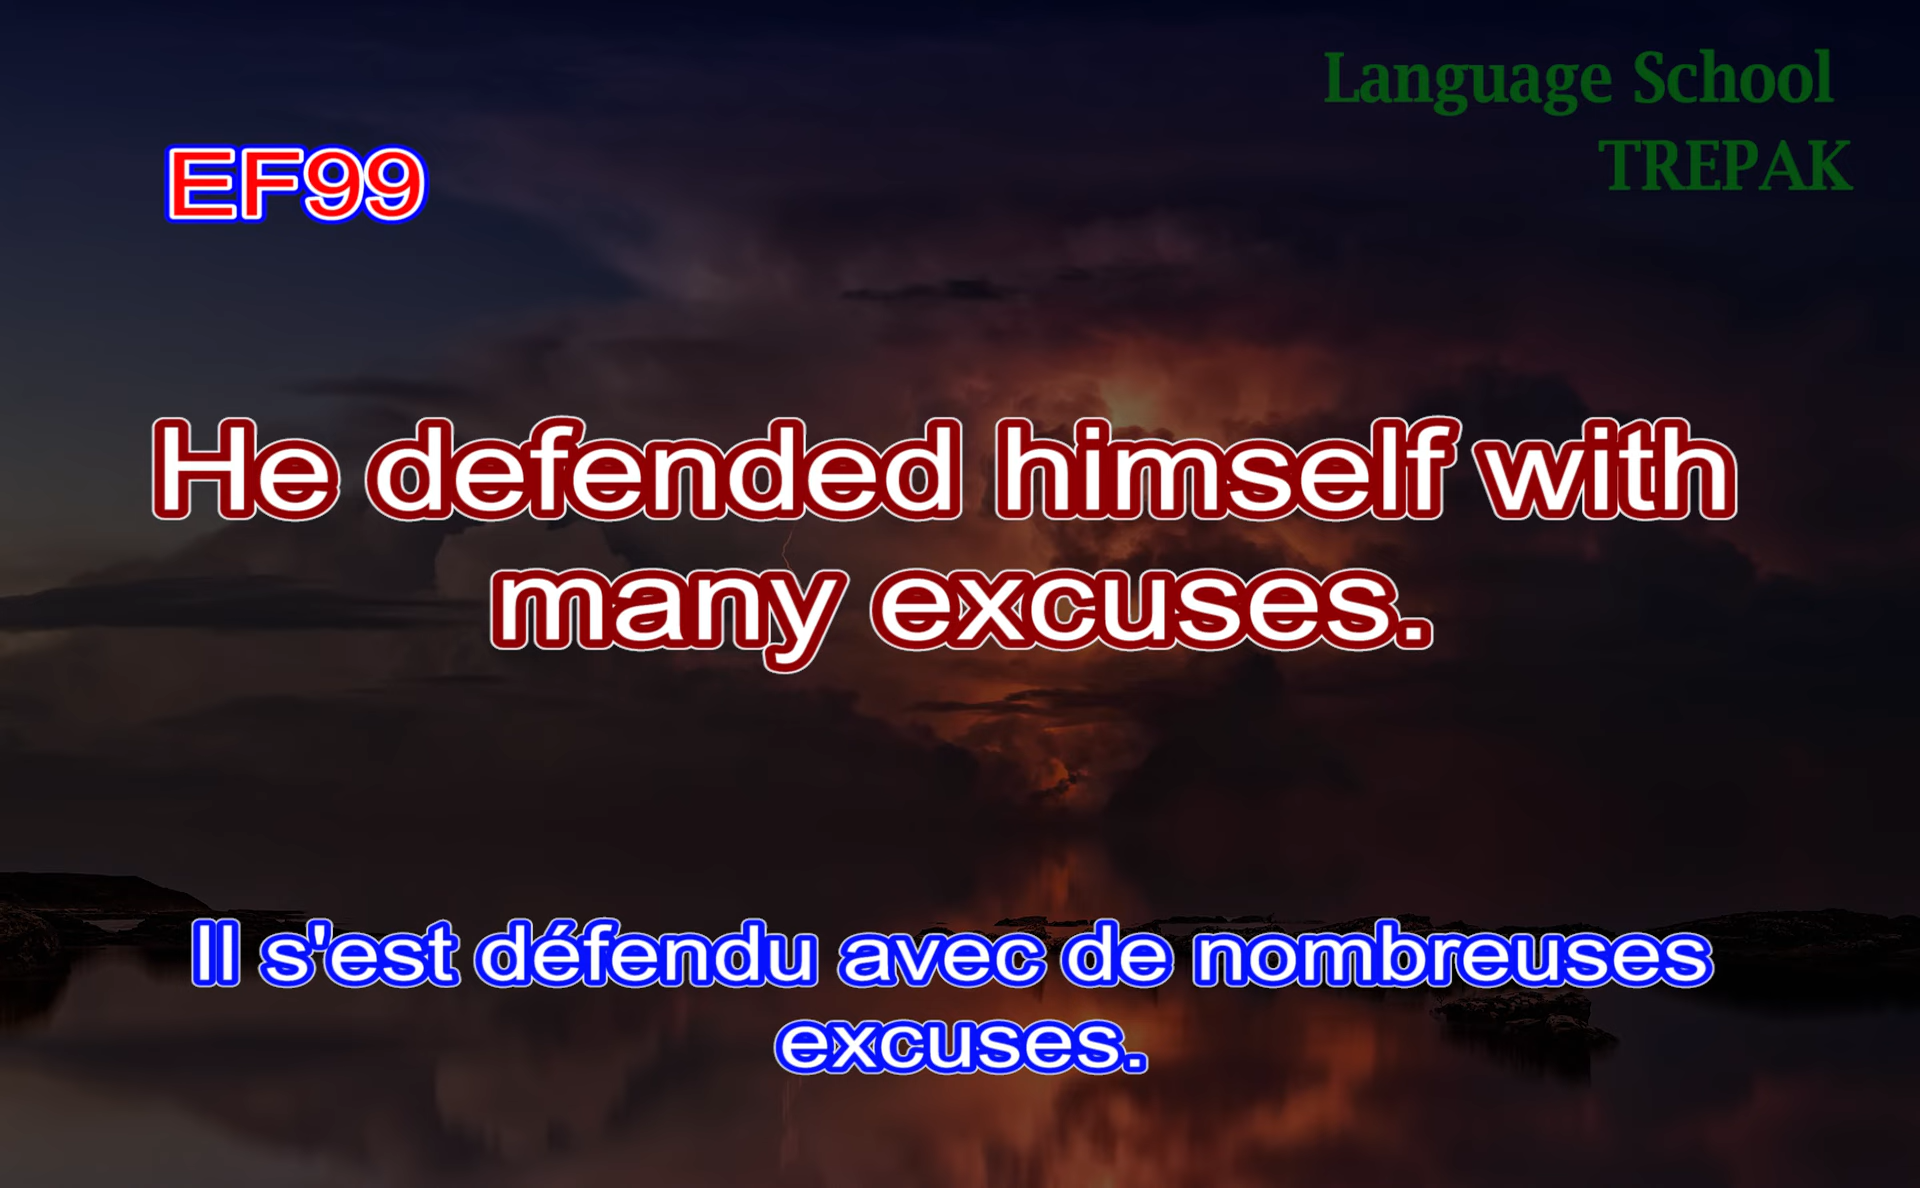 Language School
TREPAK
EF99
He defended himself with
many excuses.
Il s'est défendu avec de nombreuses
excuses.